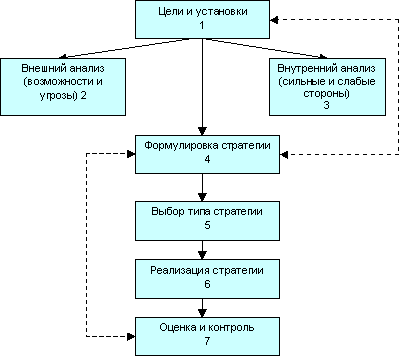 Цели и установки
1
Внешний анализ
(возможности и
угрозы) 2
Внутренний анализ
(сильные и слабые
стороны)
3
Формулировка стратегии
4
Выбор типа стратегии
5
Реализация стратегии
6
Оценка и контроль
7